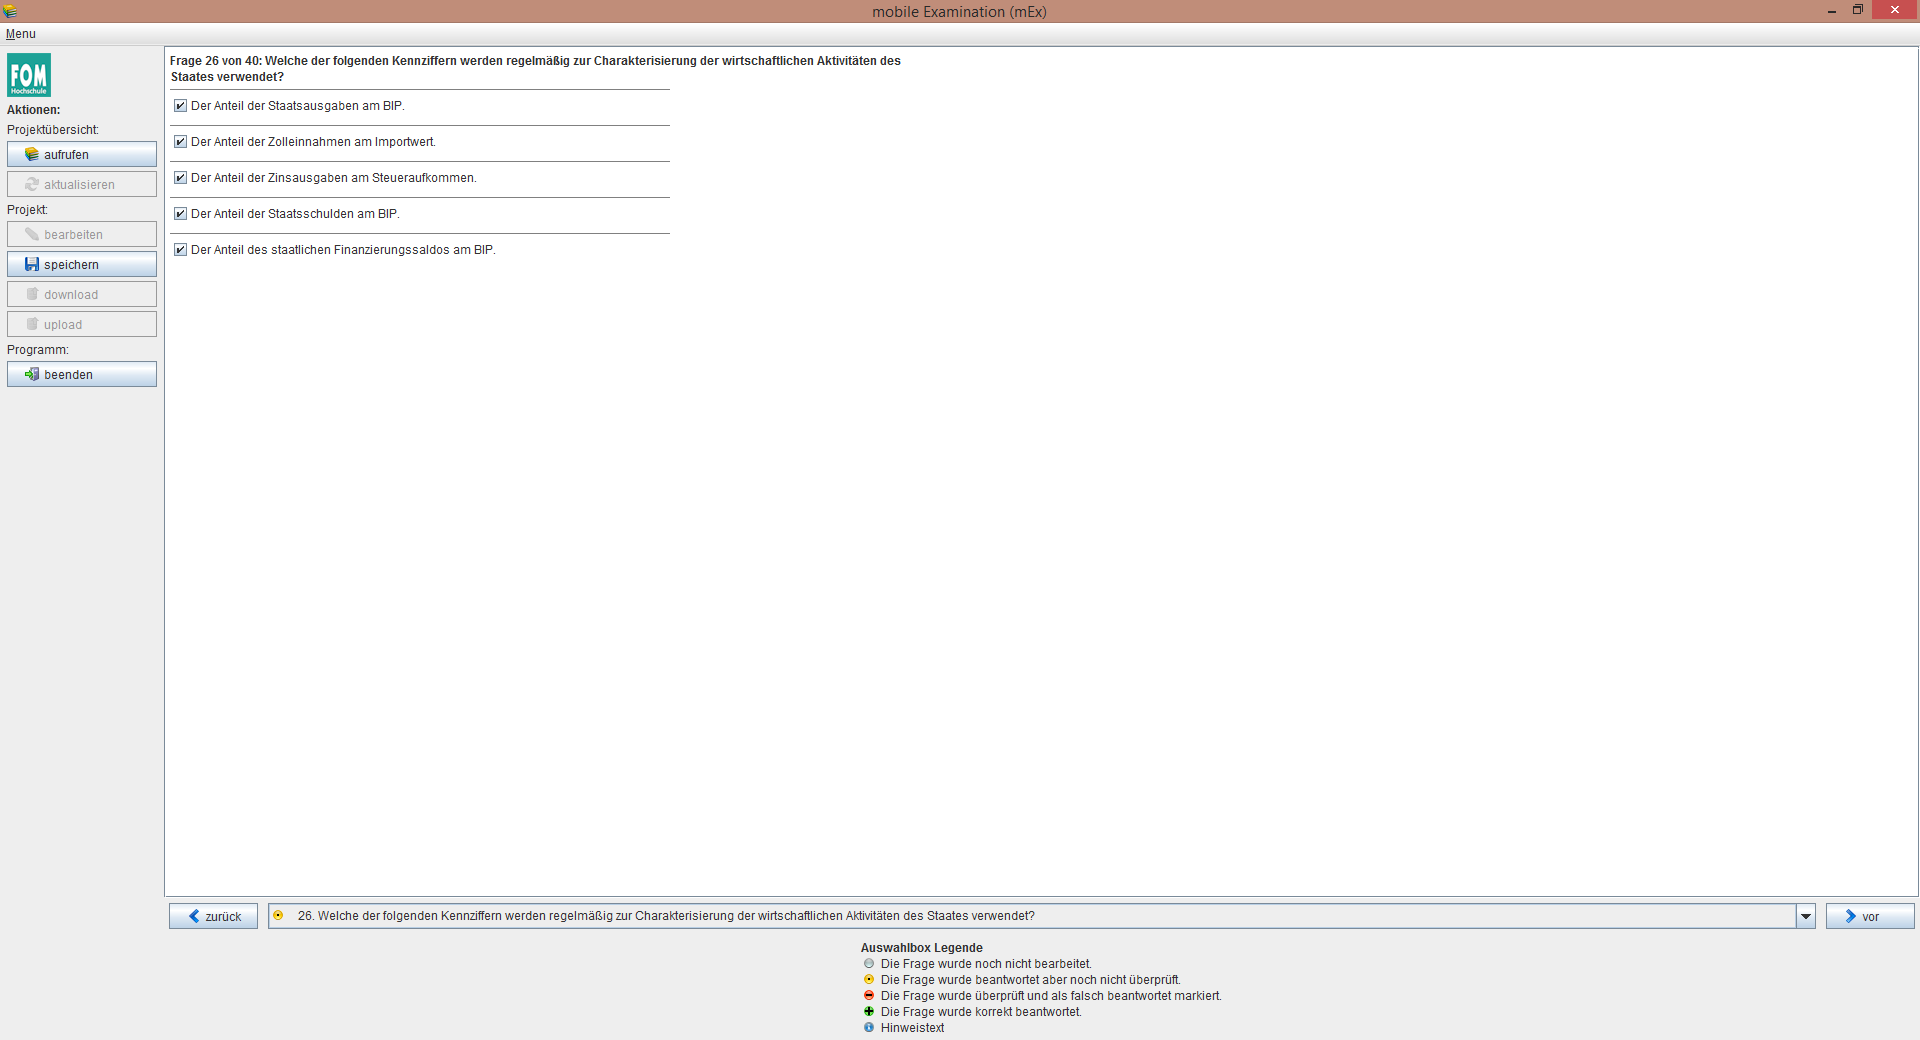 mobile Examination (mEx)
Menu
FOM
Hochschule
Aktionen:
Projektübersicht:
aufrufen
aktualisieren
Projekt:
bearbeiten
speichern
download
upload
Programm:
beenden
Frage 26 von 40: Welche der folgenden Kennziffern werden regelmäßig zur Charakterisierung der wirtschaftlichen Aktivitäten des
Staates verwendet?
Der Anteil der Staatsausgaben am BIP.
Der Anteil der Zolleinnahmen am Importwert.
Der Anteil der Zinsausgaben am Steueraufkommen.
Der Anteil der Staatsschulden am BIP.
Der Anteil des staatlichen Finanzierungssaldos am BIP.
zurück
26. Welche der folgenden Kennziffern werden regelmäßig zur Charakterisierung der wirtschaftlichen Aktivitäten des Staates verwendet?
vor
Auswahlbox Legende
Die Frage wurde noch nicht bearbeitet.
Die Frage wurde beantwortet aber noch nicht überprüft.
Die Frage wurde überprüft und als falsch beantwortet markiert.
Die Frage wurde korrekt beantwortet.
Hinweistext